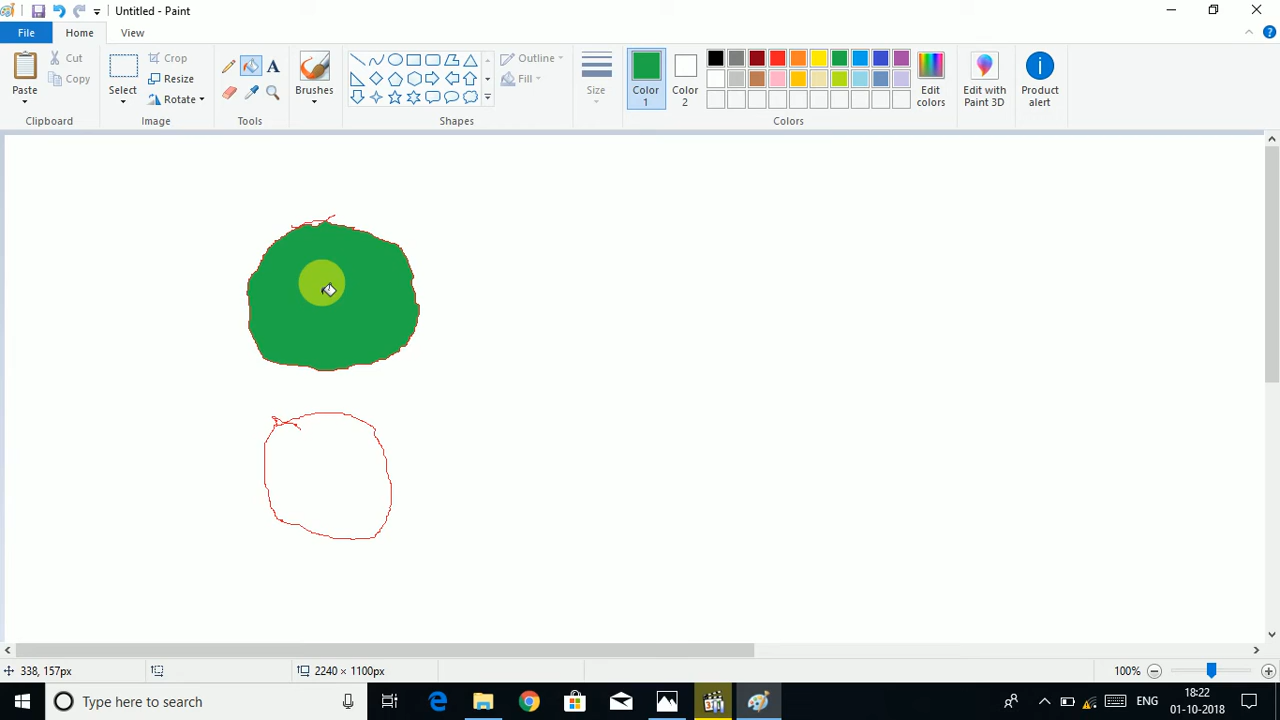 Untitled - Paint
File Home View
Paste
Cut
Copy
Clipboard
Select
Crop
Resize
Rotate
Image
A
Tools
Brushes
Outline
Fill
Shapes
Size
Color 1
Color 2
Edit colors
Colors
Edit with Paint 3D
Product alert
338, 157px
2240 × 1100px
100%
Type here to search
ENG
18:22
01-10-2018